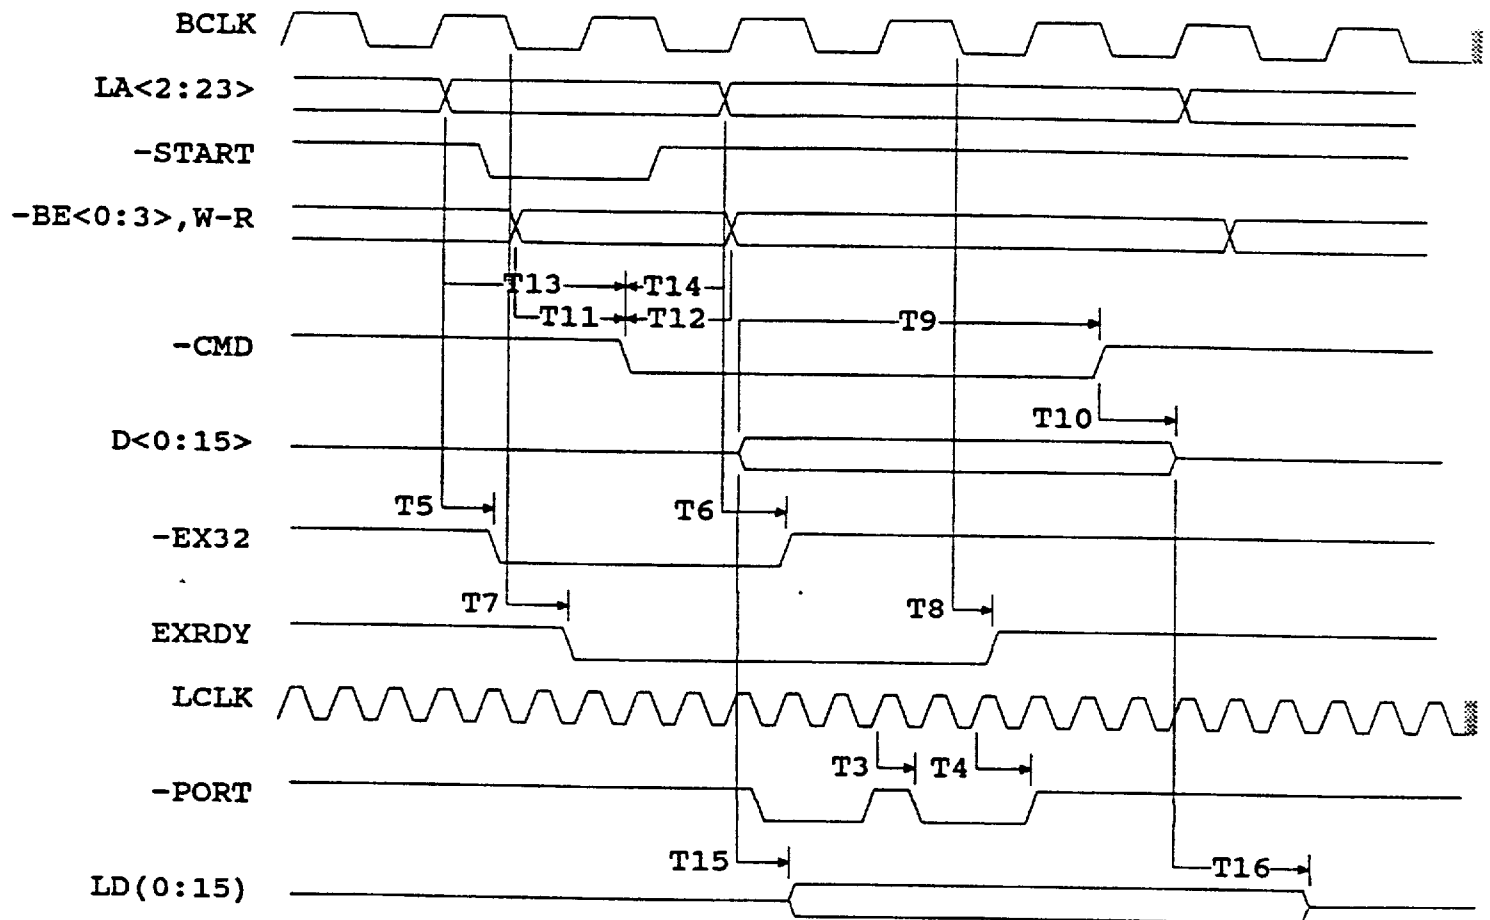 BCLK
LA<2:23>
-START
-BE<0:3>,W-R
T13 T14
T11 T12
T9
-CMD
T10
D<0:15>
T5 T6
-EX32
T7 T8
EXRDY
LCLK
T3 T4
-PORT
T15 T16
LD(0:15)